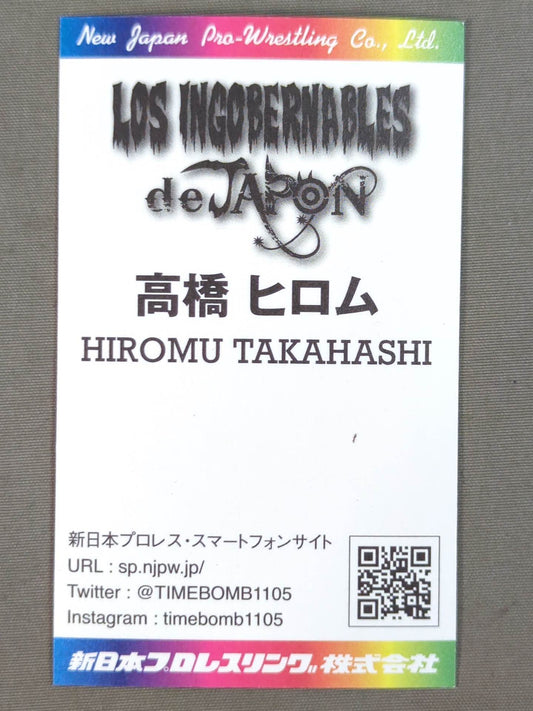 New Japan Pro-Wrestling Co., Ltd.
LOS INGOBERNABLES
de JAPON
高橋 ヒロム
HIROMU TAKAHASHI
新日本プロレス・スマートフォンサイト
URL : sp.njpw.jp/
Twitter : @TIMEBOMB1105
Instagram : timebomb1105
新日本プロレスリング株式会社